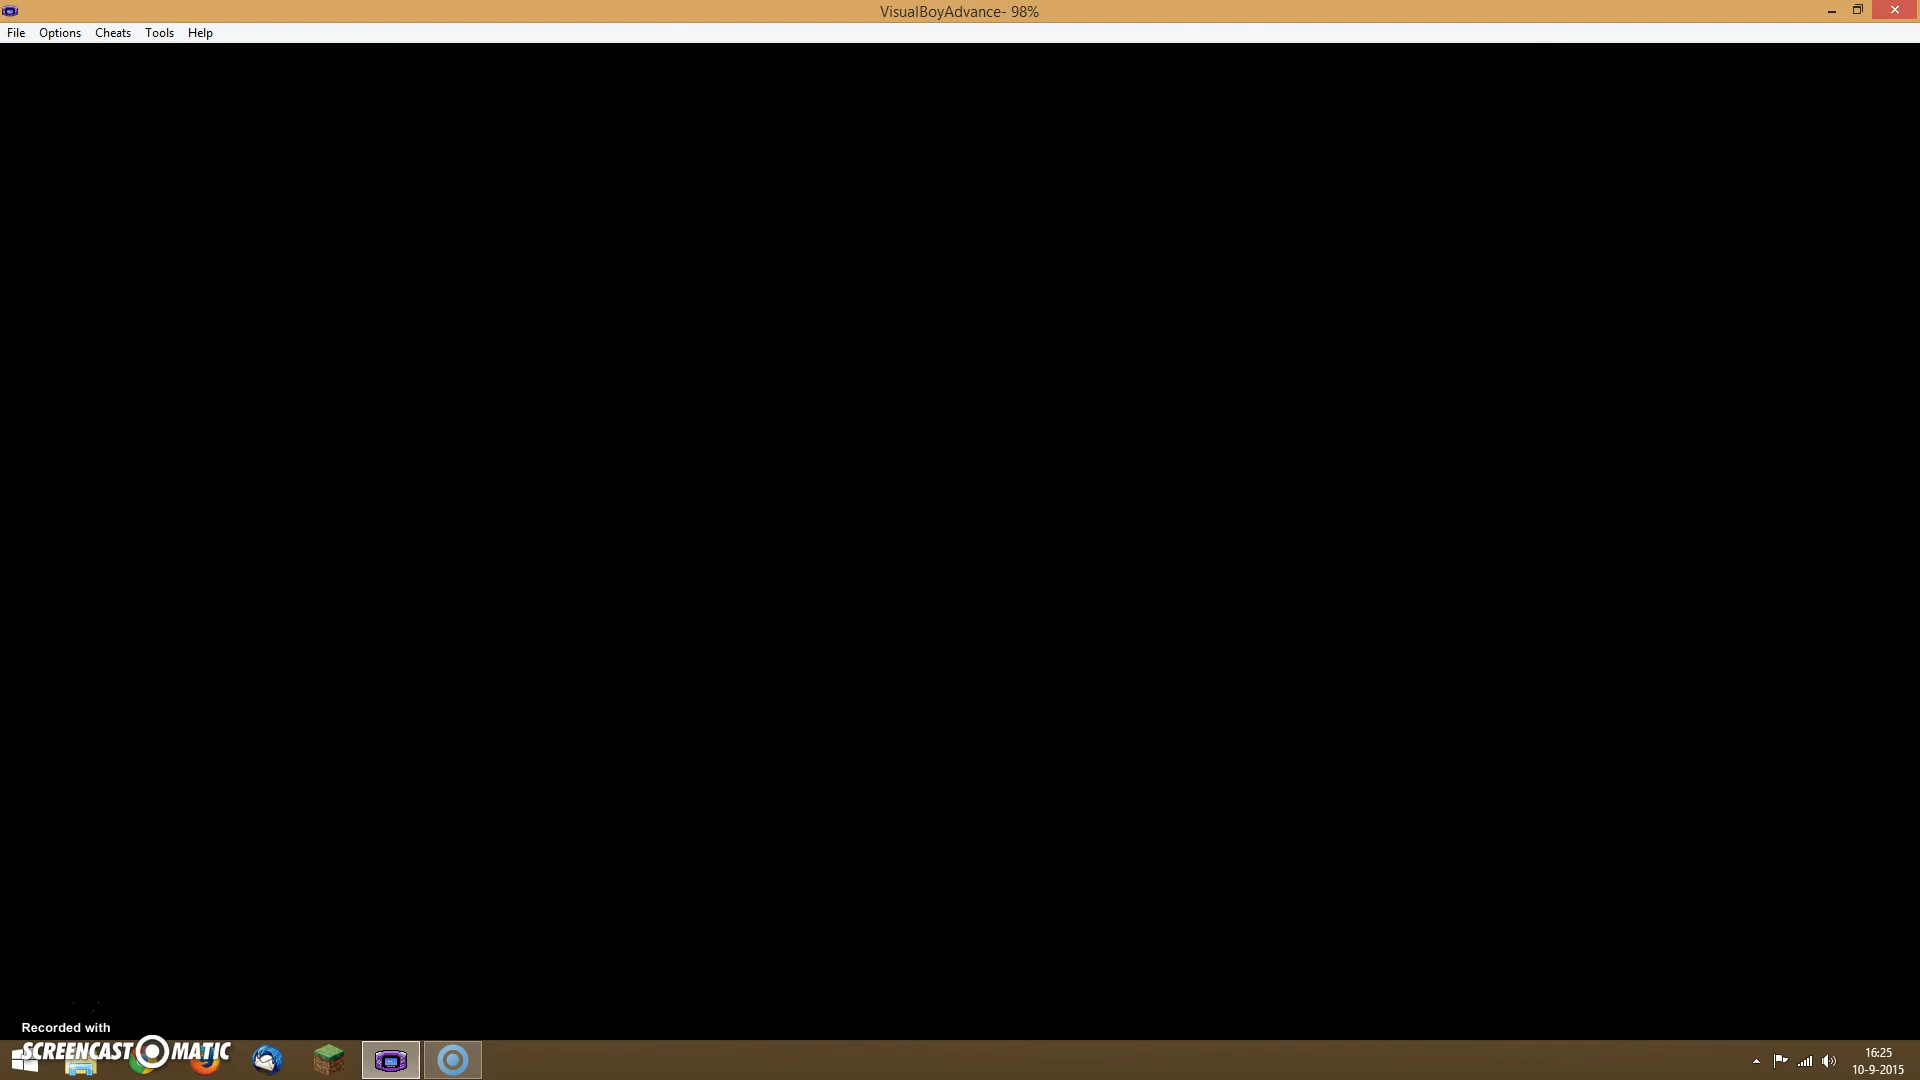 VisualBoyAdvance- 98%
File Options Cheats Tools Help
Recorded with
SCREENCAST MATIC
16:25
10-9-2015